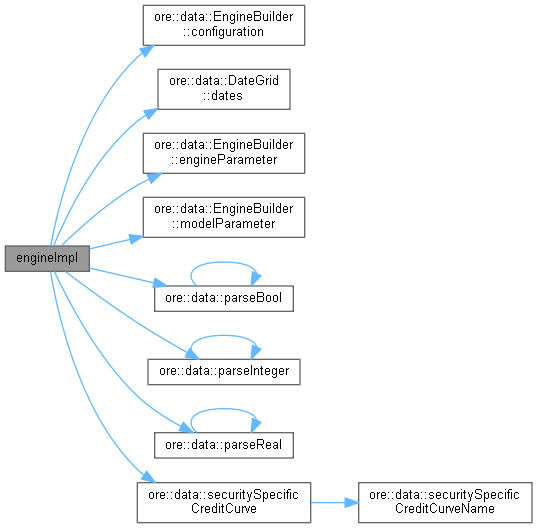 ore::data::EngineBuilder
::configuration
ore::data::DateGrid
::dates
ore::data::EngineBuilder
::engineParameter
ore::data::EngineBuilder
::modelParameter
engineImpl
ore::data::parseBool
ore::data::parseInteger
ore::data::parseReal
ore::data::securitySpecific
CreditCurve
ore::data::securitySpecific
CreditCurveName